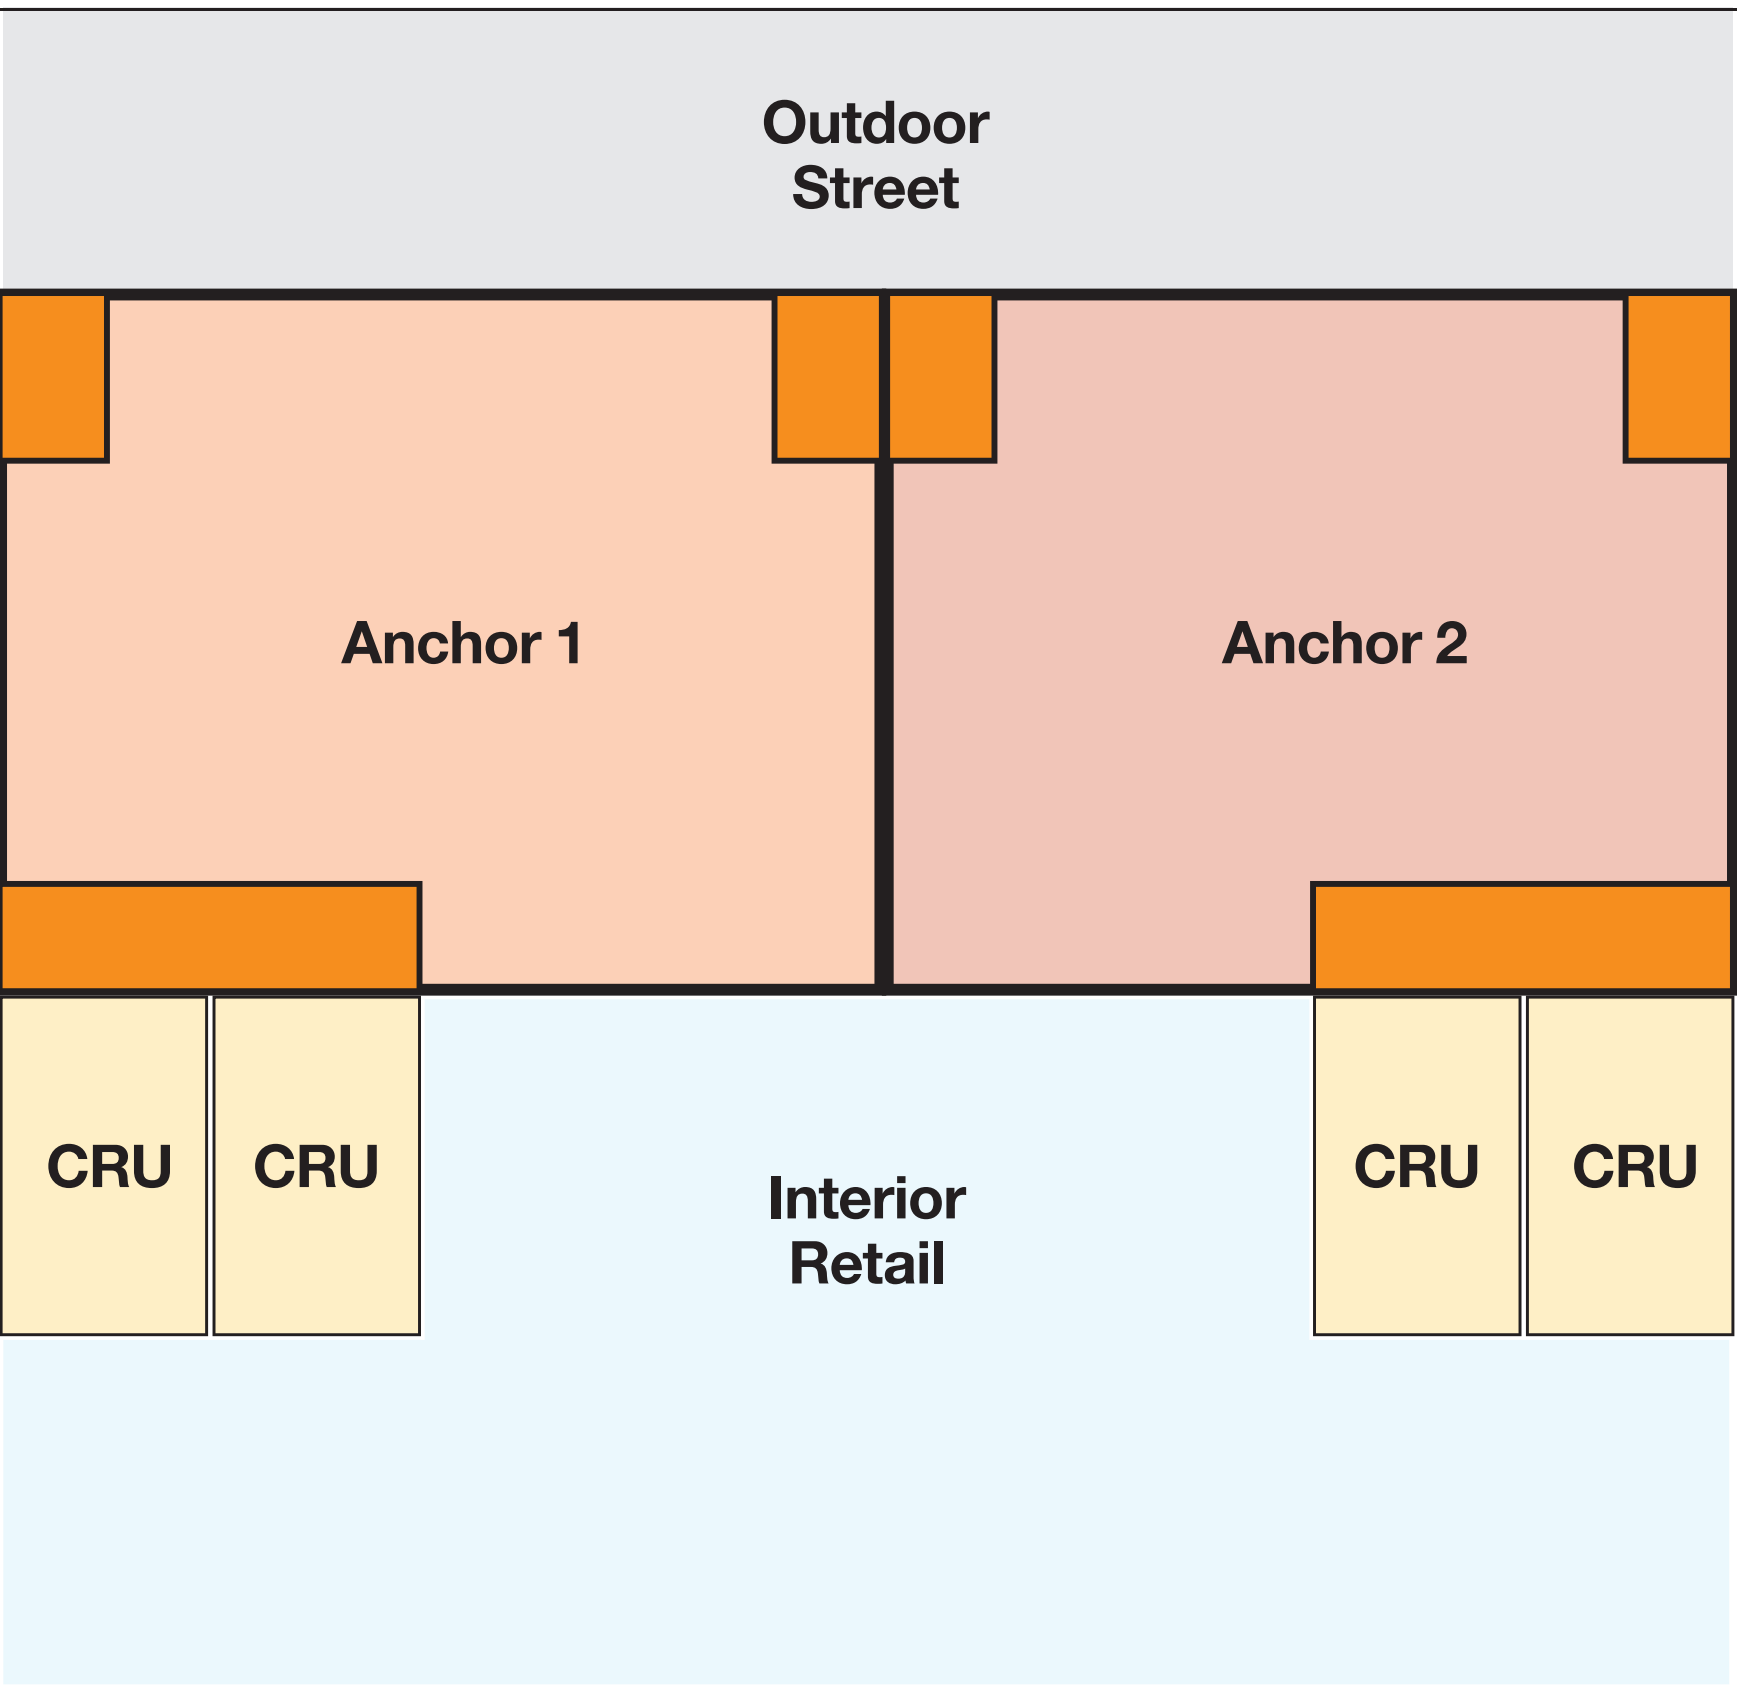 Outdoor
Street
Anchor 1
Anchor 2
CRU
CRU
CRU
CRU
Interior
Retail